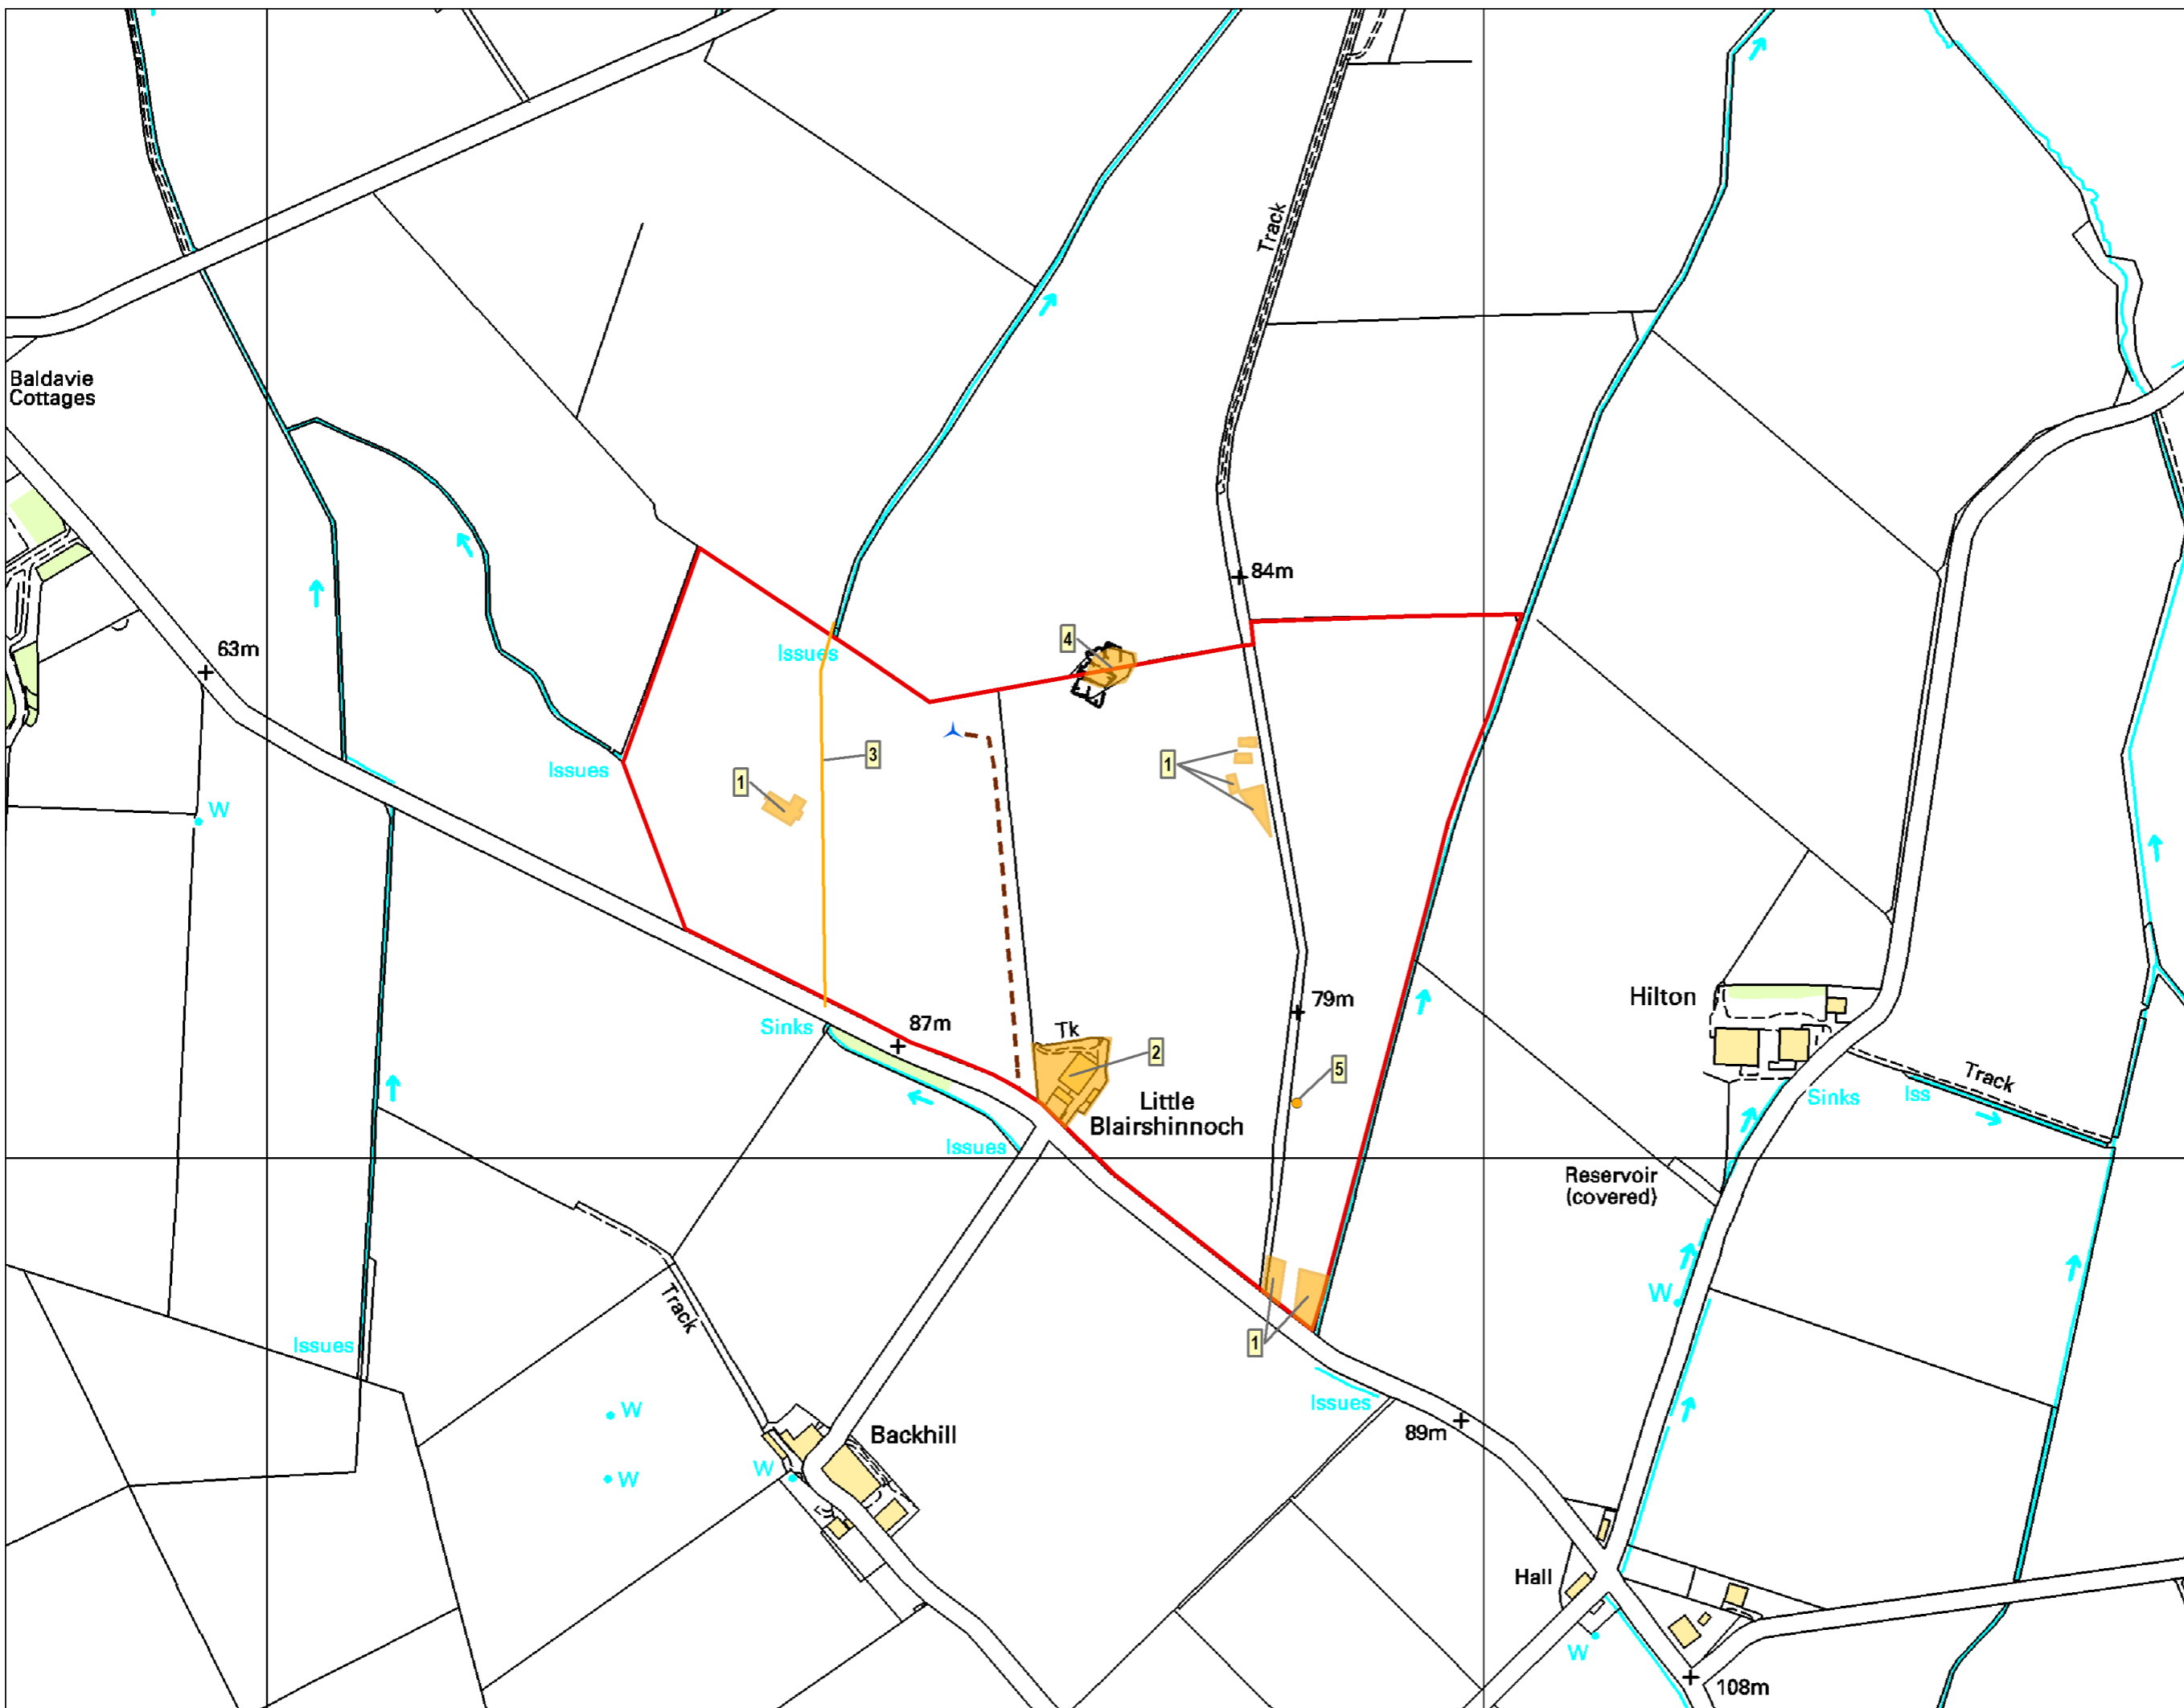 Track
Baldavie
Cottages
84m
4
63m
Issues
3
1
1
Issues
W
Hilton
79m
Sinks
87m
Tk
2
5
Track
Iss
Sinks
Little
Blairshinnoch
Issues
Reservoir
(covered)
W
Track
Issues
1
Issues
W
89m
Backhill
W
W
Hall
W
108m